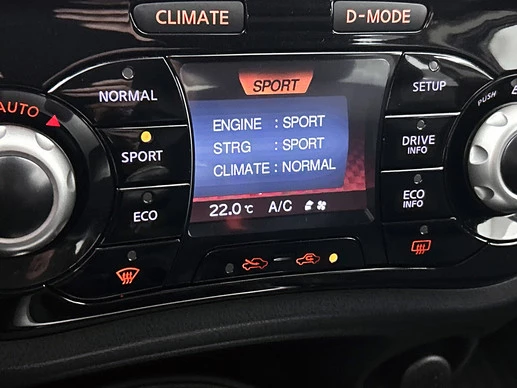 CLIMATE
D-MODE
NORMAL
SPORT
SETUP
PUSH
AUTO
ENGINE : SPORT
STRG : SPORT
CLIMATE : NORMAL
SPORT
DRIVE
INFO
ECO
22.0°C A/C
ECO
INFO